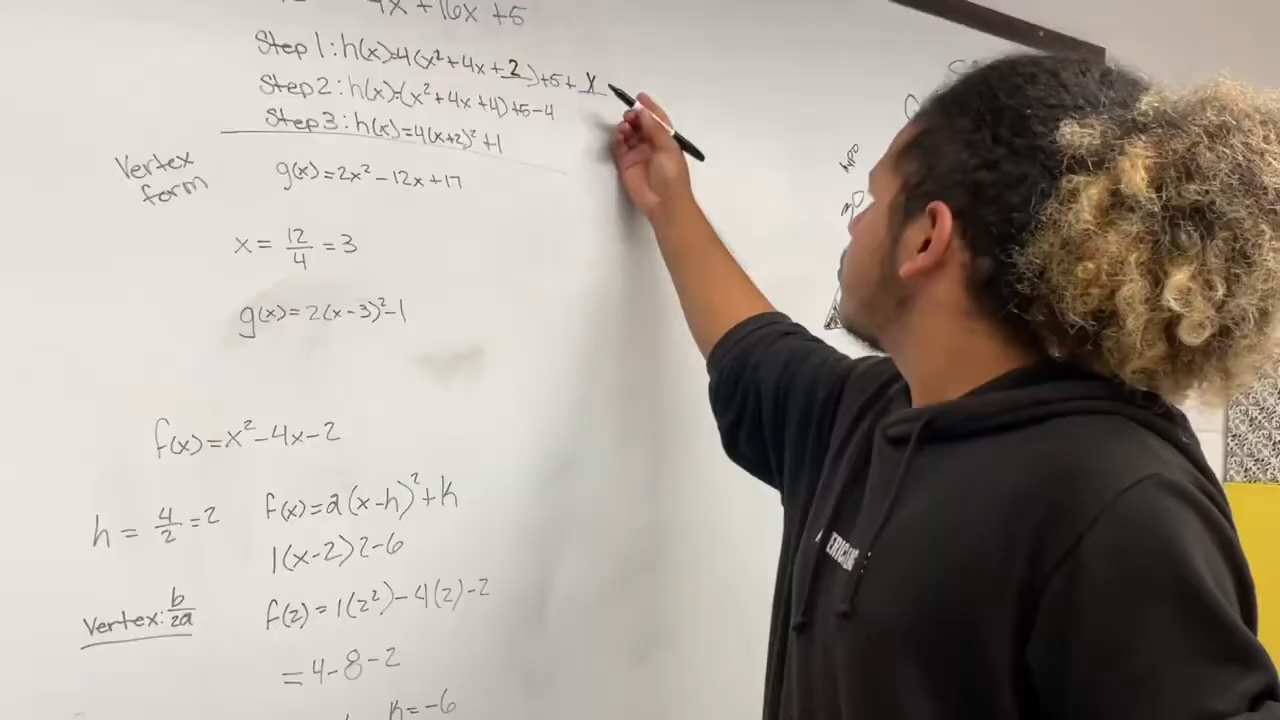 4x + 16x + 5
Step 1: h(x)=4(x² + 4x + 2) + 5 + x
Step 2: h(x)=(x² + 4x + 4) + 5 - 4
Step 3: h(x) = 4(x+2)² + 1
Vertex
form
g(x) = 2x² - 12x + 17
x = 12/4 = 3
g(x) = 2(x-3)² - 1
f(x) = x² - 4x - 2
h = 4/2 = 2
f(x) = a(x-h)² + k
1(x-2)2-6
Vertex: b/2a
f(2) = 1(2²) - 4(2) - 2
= 4 - 8 - 2
k = -6